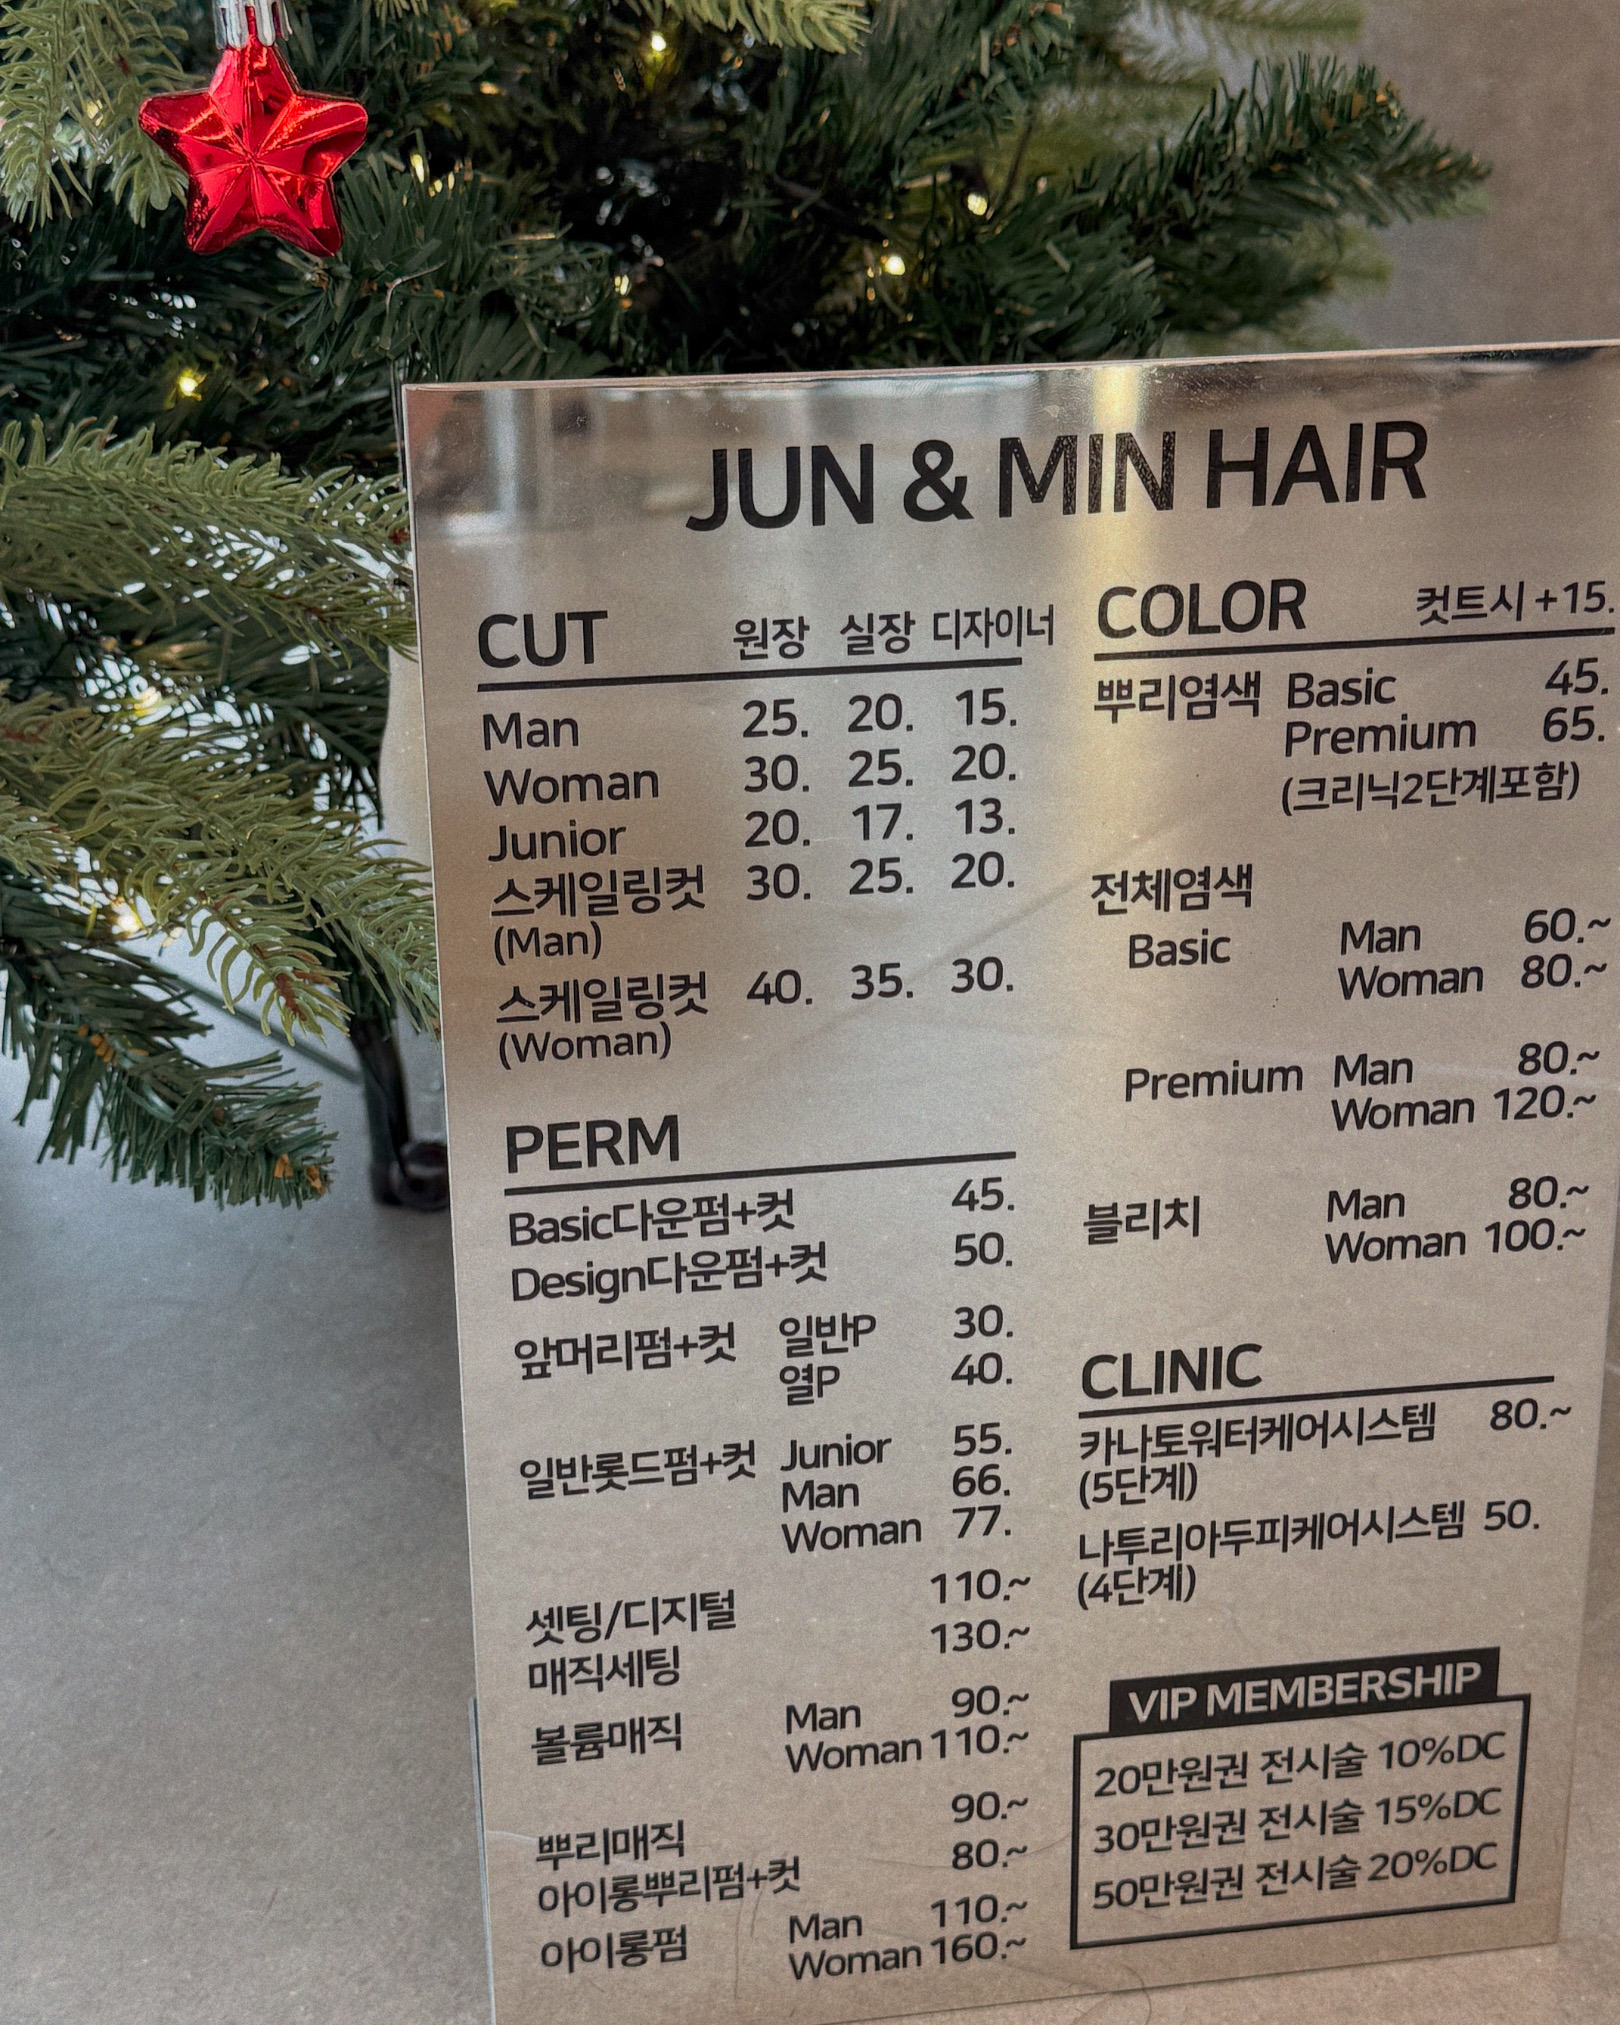 JUN & MIN HAIR
CUT 원장 실장 디자이너
Man 25. 20. 15.
Woman 30. 25. 20.
Junior 20. 17. 13.
스케일링컷 30. 25. 20.
(Man)
스케일링컷 40. 35. 30.
(Woman)
PERM
Basic다운펌+컷 45.
Design다운펌+컷 50.
앞머리펌+컷 일반P 30.
열P 40.
일반롯드펌+컷 Junior 55.
Man 66.
Woman 77.
셋팅/디지털 110.~
매직세팅 130.~
볼륨매직 Man 90.~
Woman 110.~
뿌리매직 90.~
아이롱뿌리펌+컷 80.~
아이롱펌 Man 110.~
Woman 160.~
COLOR 컷트시 +15.
뿌리염색 Basic 45.
Premium 65.
(크리닉2단계포함)
전체염색
Basic Man 60.~
Woman 80.~
Premium Man 80.~
Woman 120.~
블리치 Man 80.~
Woman 100.~
CLINIC
카나토워터케어시스템 80.~
(5단계)
나투리아두피케어시스템 50.
(4단계)
VIP MEMBERSHIP
20만원권 전시술 10%DC
30만원권 전시술 15%DC
50만원권 전시술 20%DC